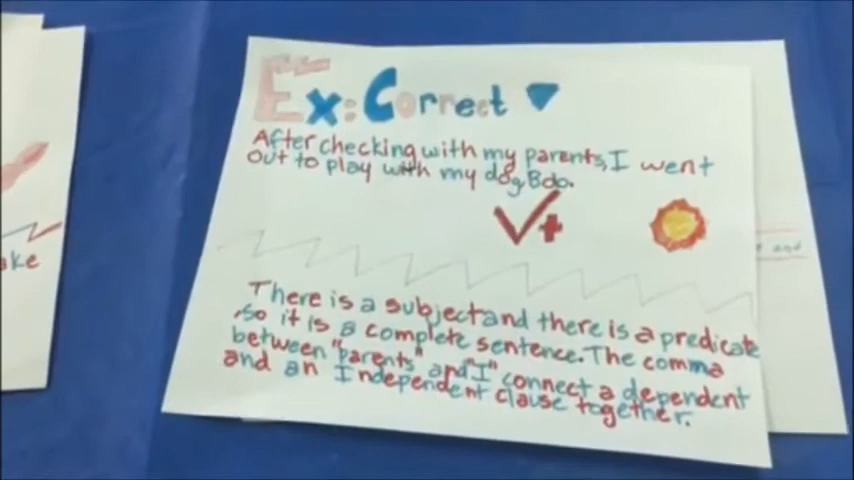 Ex: Correct
After checking with my parents, I went
out to play with my dog Bdo.
There is a subject and there is a predicate
,so it is a complete sentence. The comma
between "parents" and "I" connect a dependent
and an Independent clause together.
ake
and